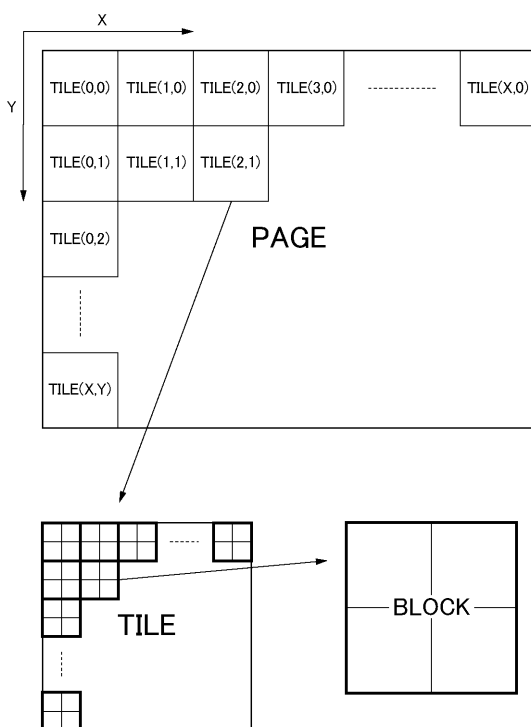 X
Y
TILE(0,0) TILE(1,0) TILE(2,0) TILE(3,0) TILE(X,0)
TILE(0,1) TILE(1,1) TILE(2,1)
TILE(0,2)
PAGE
TILE(X,Y)
TILE
BLOCK